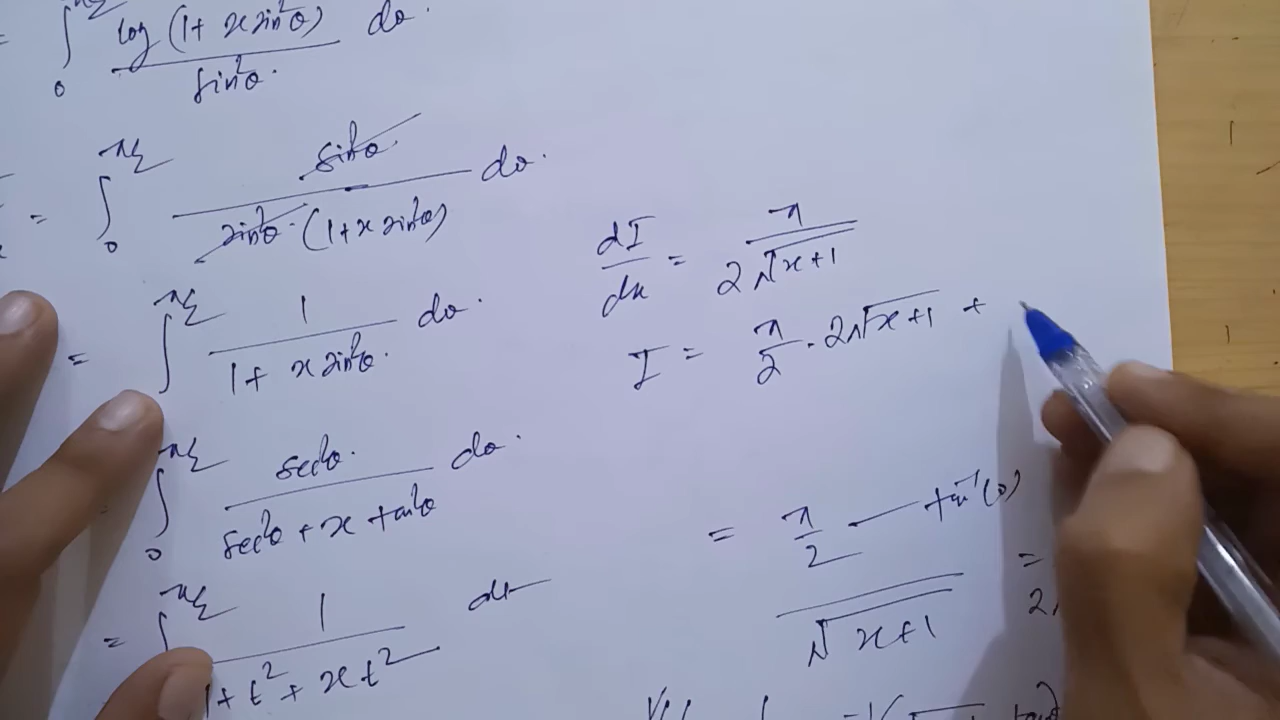 = ∫₀^{π/2} log (1 + x sin²θ) / sin²θ dθ.
= ∫₀^{π/2} sin²θ / sin²θ. (1 + x sin²θ) dθ.
= ∫^{π/2} 1 / 1 + x sin²θ. dθ.
∫₀^{π/2} sec²θ. / sec²θ + x tan²θ dθ.
= ∫^{π/2} 1 / 1 + t² + x t² dt
dI/dx = π / 2√x+1
I = π/2 . 2√x+1 +
= π/2 — tan⁻¹(0) / √x+1
=
2